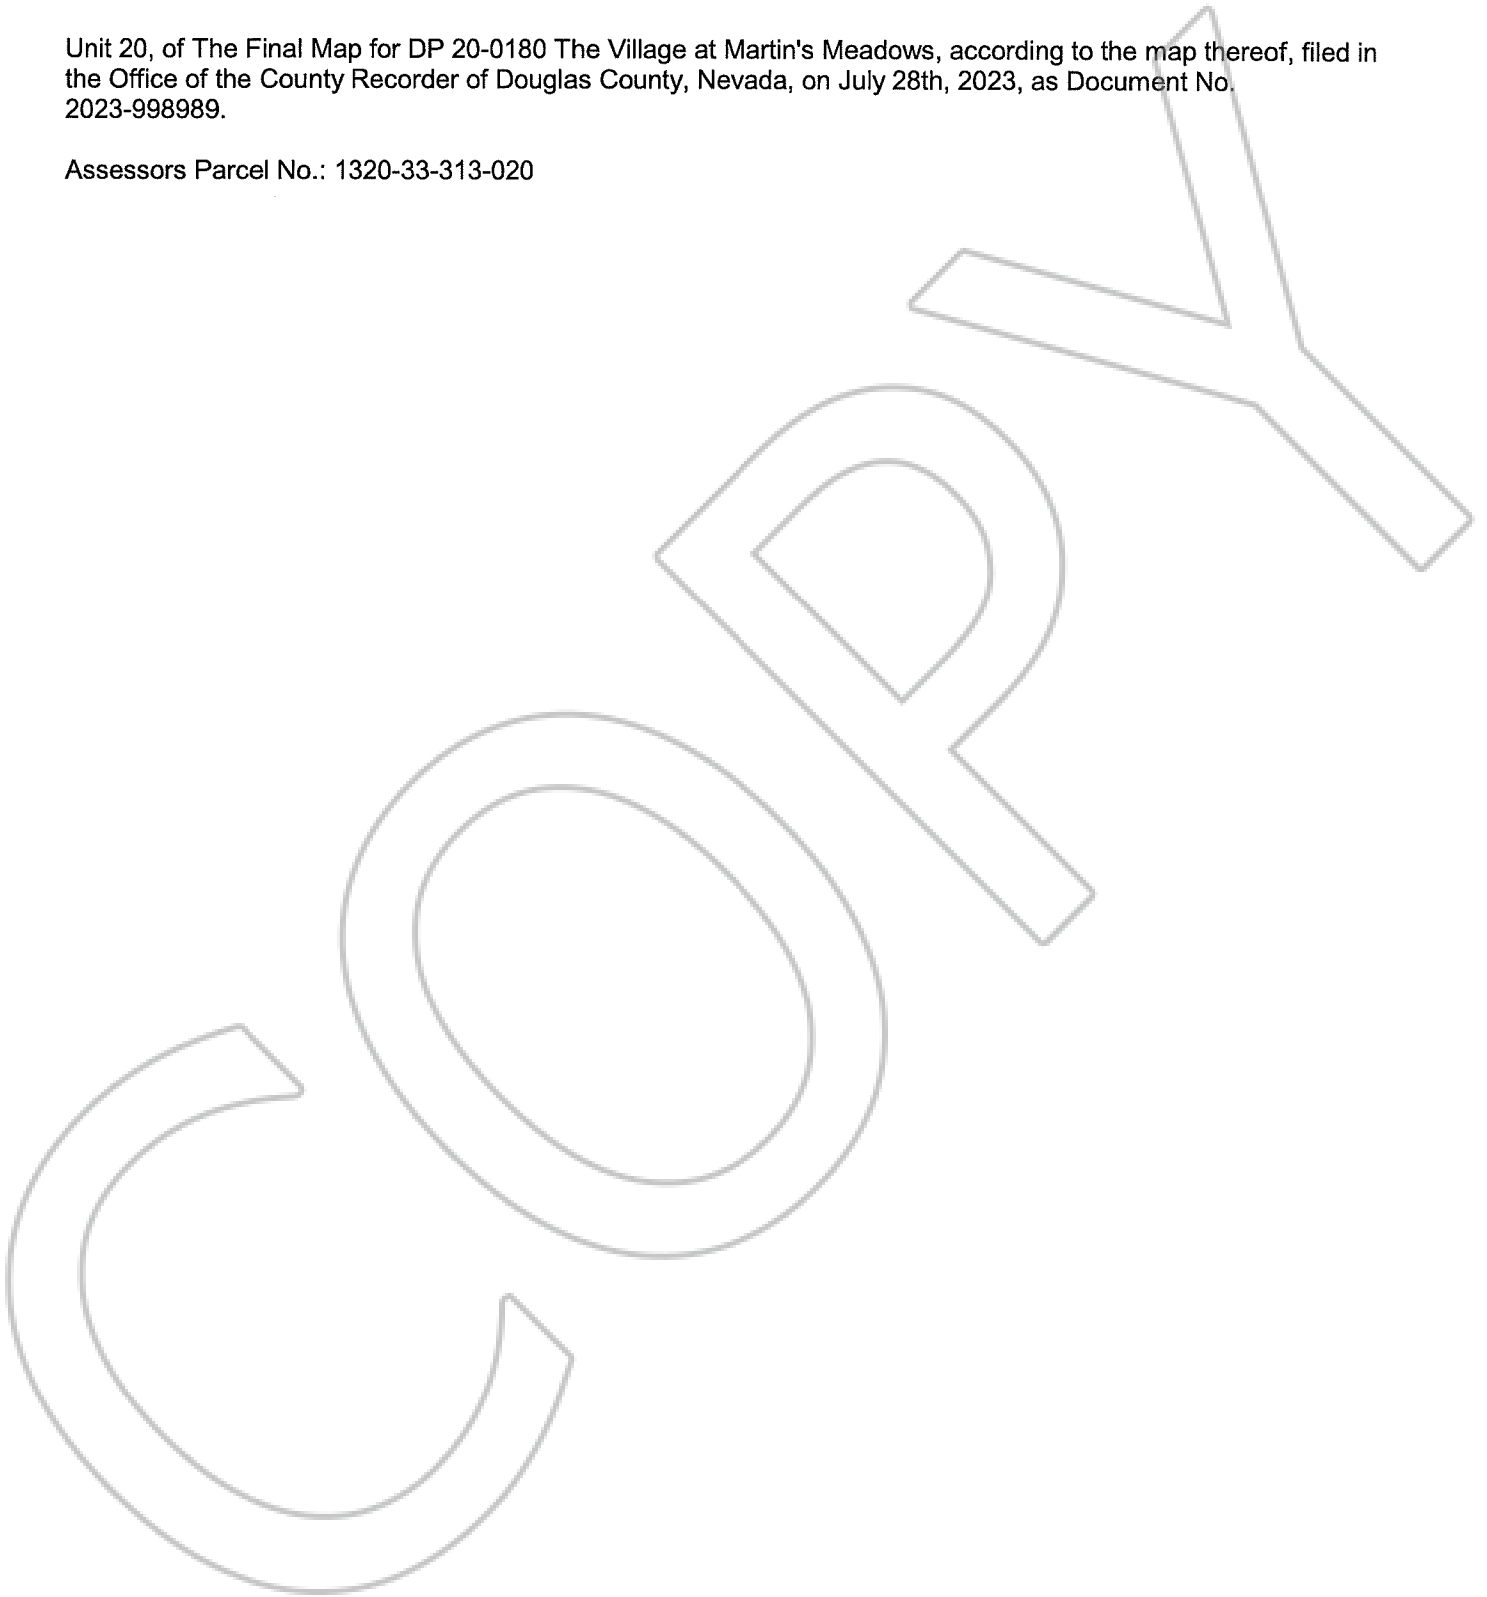 Unit 20, of The Final Map for DP 20-0180 The Village at Martin's Meadows, according to the map thereof, filed in
the Office of the County Recorder of Douglas County, Nevada, on July 28th, 2023, as Document No.
2023-998989.
Assessors Parcel No.: 1320-33-313-020
COPY